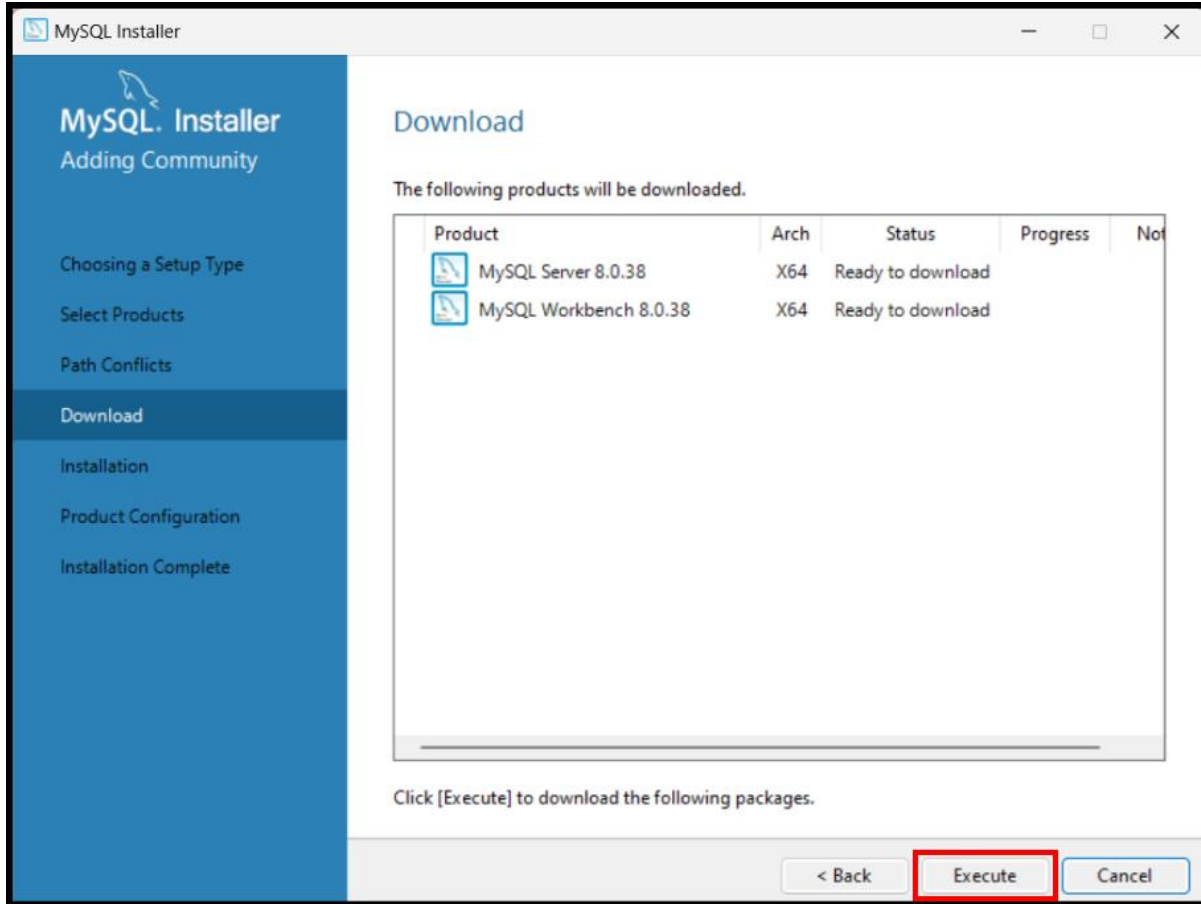 MySQL Installer
MySQL. Installer
Adding Community
Choosing a Setup Type
Select Products
Path Conflicts
Download
Installation
Product Configuration
Installation Complete
Download
The following products will be downloaded.
Product Arch Status Progress Not
MySQL Server 8.0.38 X64 Ready to download
MySQL Workbench 8.0.38 X64 Ready to download
Click [Execute] to download the following packages.
< Back Execute Cancel